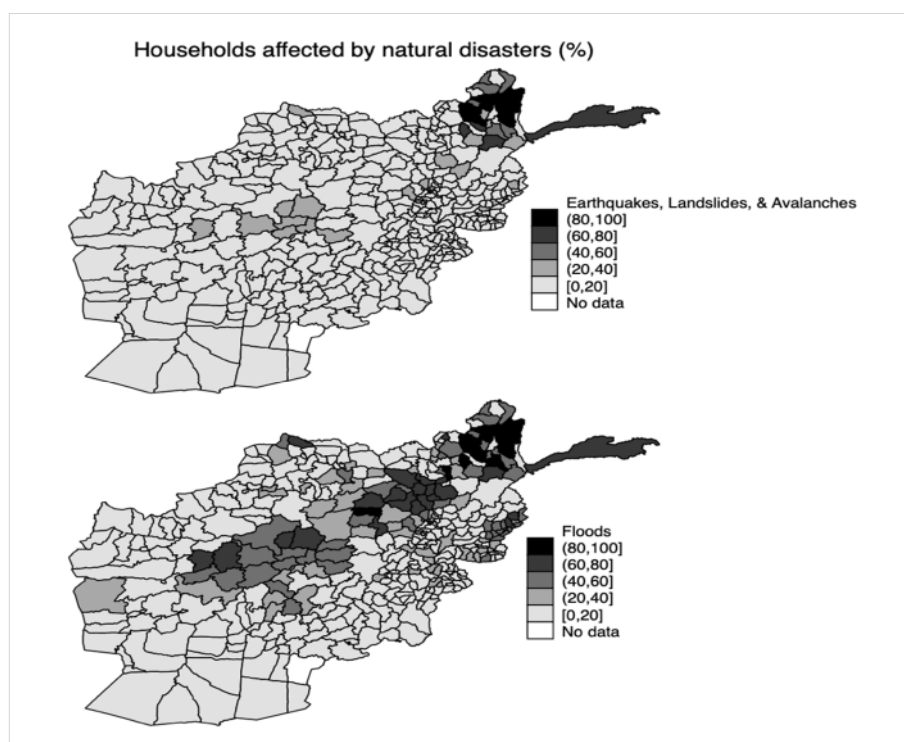 Households affected by natural disasters (%)
Earthquakes, Landslides, & Avalanches
(80,100]
(60,80]
(40,60]
(20,40]
[0,20]
No data
Floods
(80,100]
(60,80]
(40,60]
(20,40]
[0,20]
No data